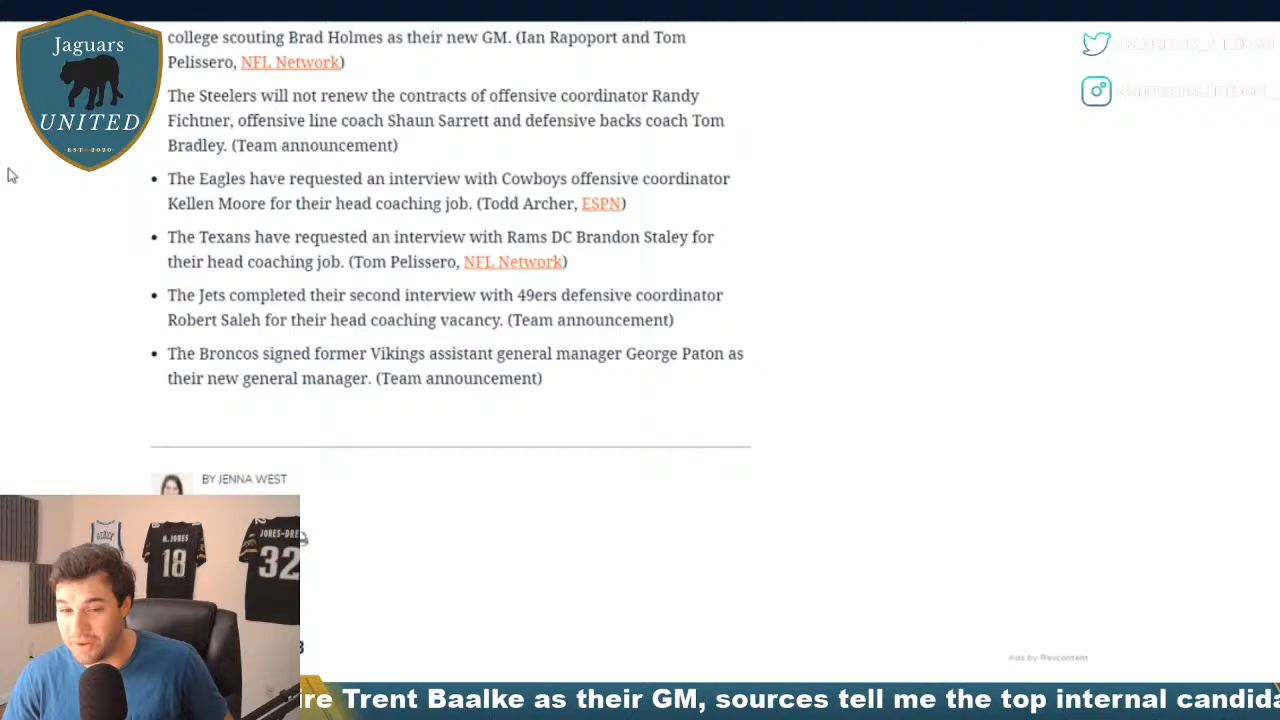 Jaguars
UNITED
EST 2020
college scouting Brad Holmes as their new GM. (Ian Rapoport and Tom
Pelissero, NFL Network)
The Steelers will not renew the contracts of offensive coordinator Randy
Fichtner, offensive line coach Shaun Sarrett and defensive backs coach Tom
Bradley. (Team announcement)
• The Eagles have requested an interview with Cowboys offensive coordinator
Kellen Moore for their head coaching job. (Todd Archer, ESPN)
• The Texans have requested an interview with Rams DC Brandon Staley for
their head coaching job. (Tom Pelissero, NFL Network)
• The Jets completed their second interview with 49ers defensive coordinator
Robert Saleh for their head coaching vacancy. (Team announcement)
• The Broncos signed former Vikings assistant general manager George Paton as
their new general manager. (Team announcement)
BY JENNA WEST
M. JONES
18
JONES-DRE
32
Ads by Revcontent
ire Trent Baalke as their GM, sources tell me the top internal candida